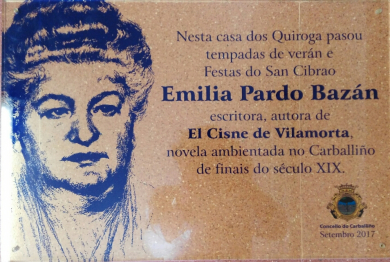 Nesta casa dos Quiroga pasou
tempadas de verán e
Festas do San Cibrao
Emilia Pardo Bazán
escritora, autora de
El Cisne de Vilamorta,
novela ambientada no Carballiño
de finais do século XIX.
Concello do Carballiño
Setembro 2017